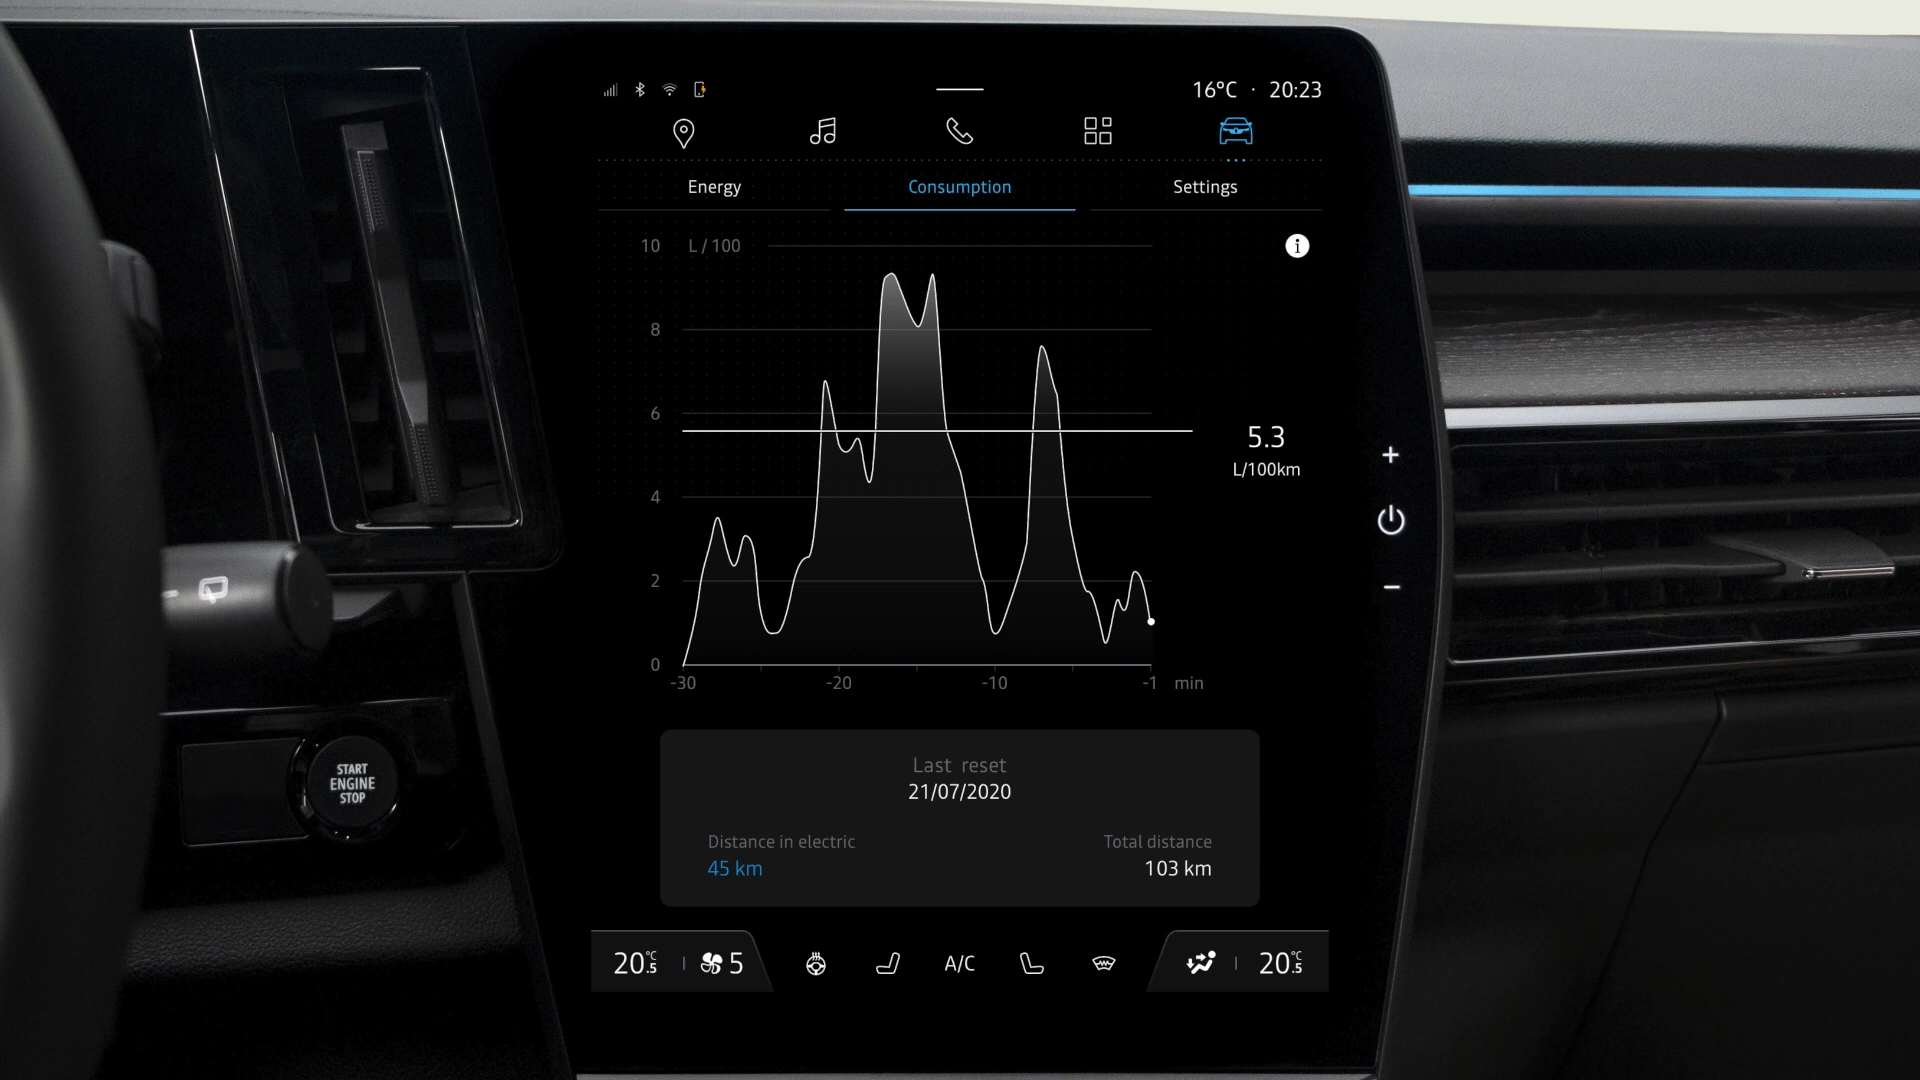 16°C · 20:23
Energy
Consumption
Settings
10 L / 100
8
6
5.3
L/100km
4
2
0
-30 -20 -10 -1 min
START
ENGINE
STOP
Last reset
21/07/2020
Distance in electric
45 km
Total distance
103 km
20.5 °C
5
A/C
20.5 °C